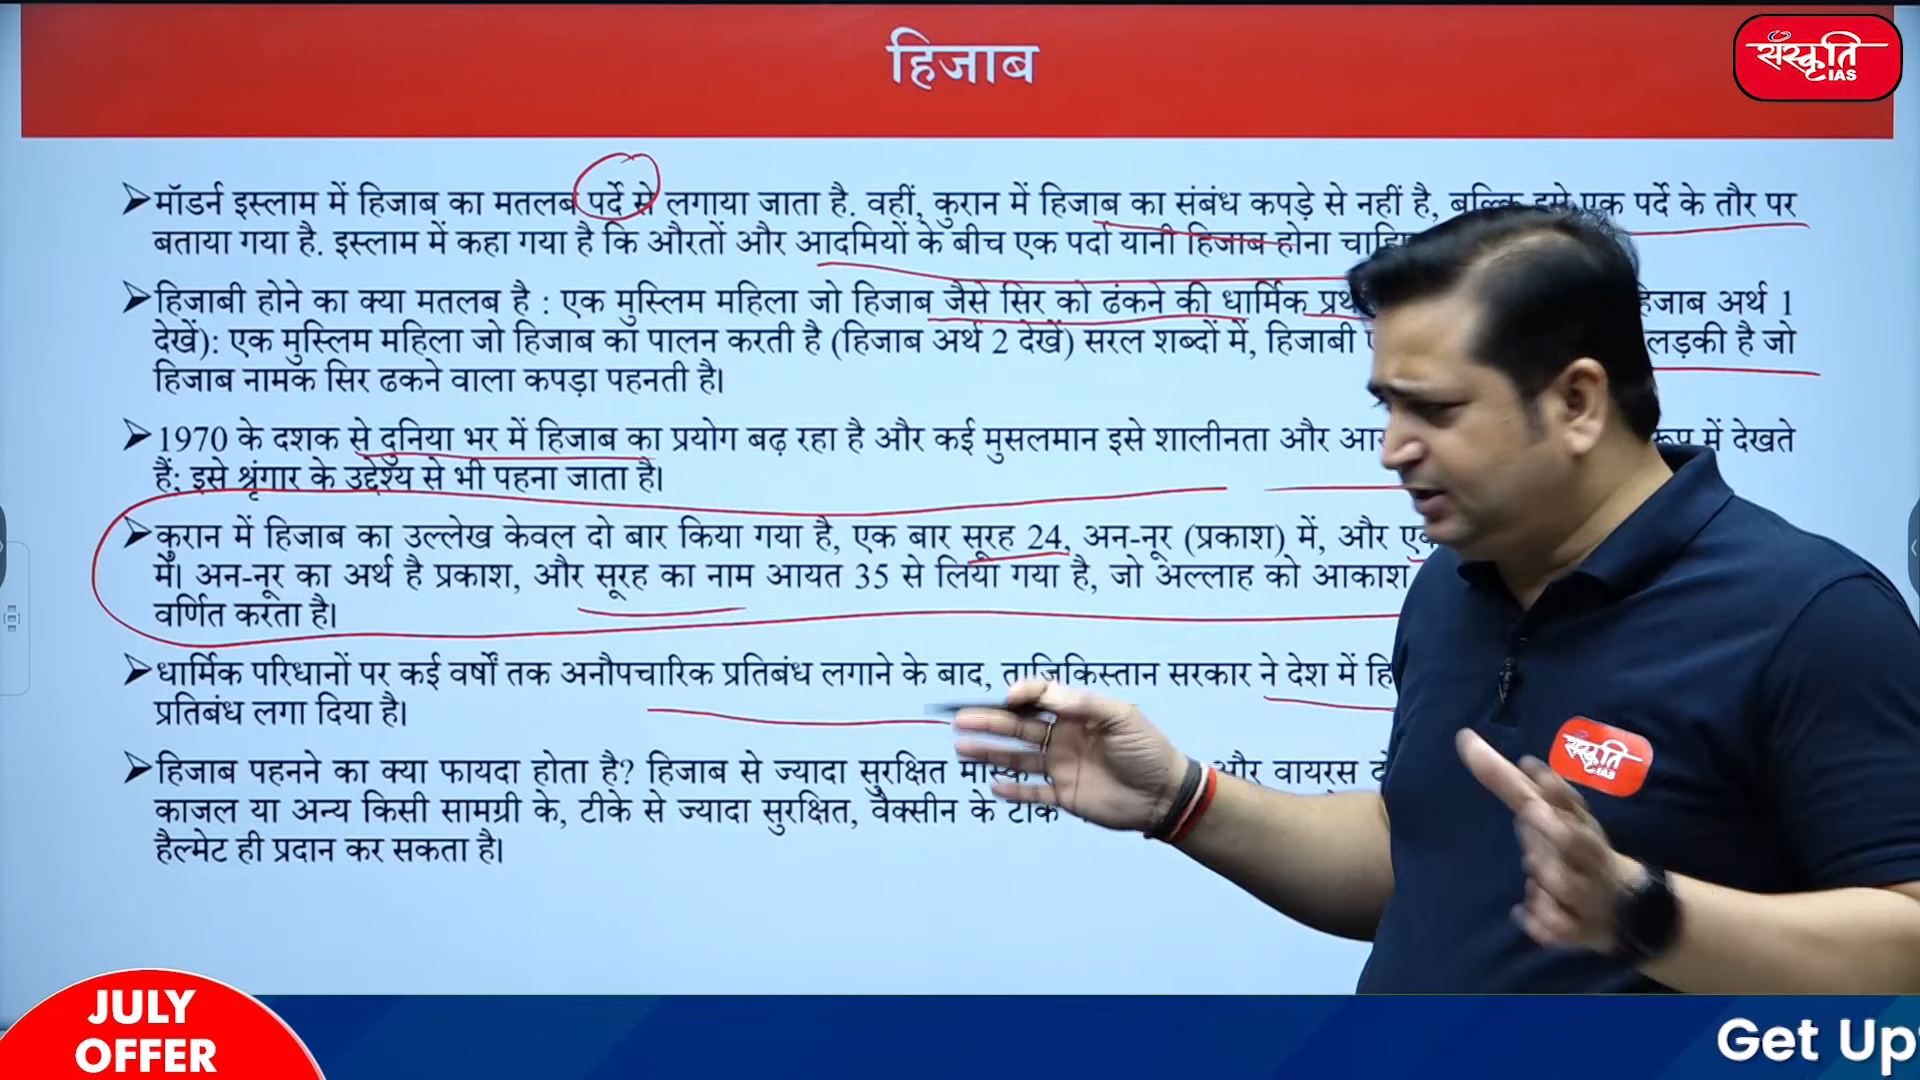 हिजाब
संस्कृति
IAS
मॉडर्न इस्लाम में हिजाब का मतलब पर्दे से लगाया जाता है. वहीं, कुरान में हिजाब का संबंध कपड़े से नहीं है, बल्कि इसे एक पर्दे के तौर पर
बताया गया है. इस्लाम में कहा गया है कि औरतों और आदमियों के बीच एक पर्दा यानी हिजाब होना
हिजाबी होने का क्या मतलब है : एक मुस्लिम महिला जो हिजाब जैसे सिर को ढंकने की धार्मिक अर्थ 1
देखें): एक मुस्लिम महिला जो हिजाब का पालन करती है (हिजाब अर्थ 2 देखें) सरल शब्दों में, हिजाबी लड़की है जो
हिजाब नामक सिर ढकने वाला कपड़ा पहनती है।
1970 के दशक से दुनिया भर में हिजाब का प्रयोग बढ़ रहा है और कई मुसलमान इसे शालीनता और में देखते
हैं; इसे श्रृंगार के उद्देश्य से भी पहना जाता है।
कुरान में हिजाब का उल्लेख केवल दो बार किया गया है, एक बार सूरह 24, अन-नूर (प्रकाश) में, और
में। अन-नूर का अर्थ है प्रकाश, और सूरह का नाम आयत 35 से लिया गया है, जो अल्लाह को आकाश
वर्णित करता है।
धार्मिक परिधानों पर कई वर्षों तक अनौपचारिक प्रतिबंध लगाने के बाद, ताजिकिस्तान सरकार ने देश में
प्रतिबंध लगा दिया है।
हिजाब पहनने का क्या फायदा होता है? हिजाब से ज्यादा सुरक्षित मास्क और वायरस
काजल या अन्य किसी सामग्री के, टीके से ज्यादा सुरक्षित, वैक्सीन के टीके
हैल्मेट ही प्रदान कर सकता है।
संस्कृति
IAS
JULY
OFFER
Get Up